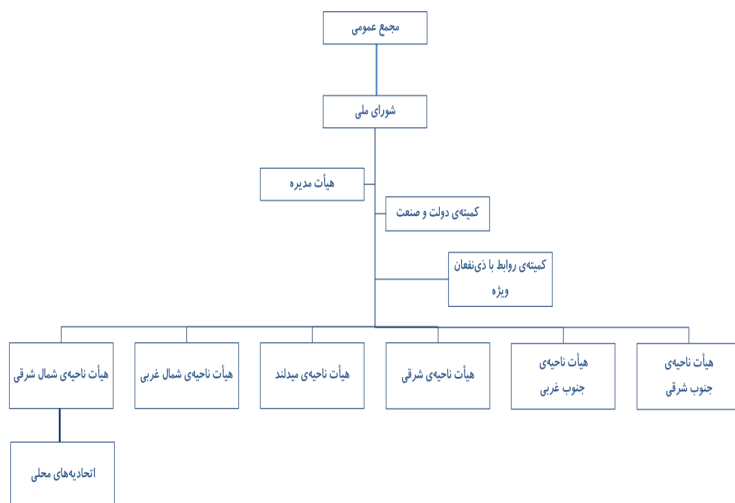 مجمع عمومی
شورای ملی
هیأت مدیره
کمیته‌ی دولت و صنعت
کمیته‌ی روابط با ذی‌نفعان
ویژه
هیأت ناحیه‌ی
جنوب شرقی
هیأت ناحیه‌ی
جنوب غربی
هیأت ناحیه‌ی شرقی
هیأت ناحیه‌ی میدلند
هیأت ناحیه‌ی شمال غربی
هیأت ناحیه‌ی شمال شرقی
اتحادیه‌های محلی